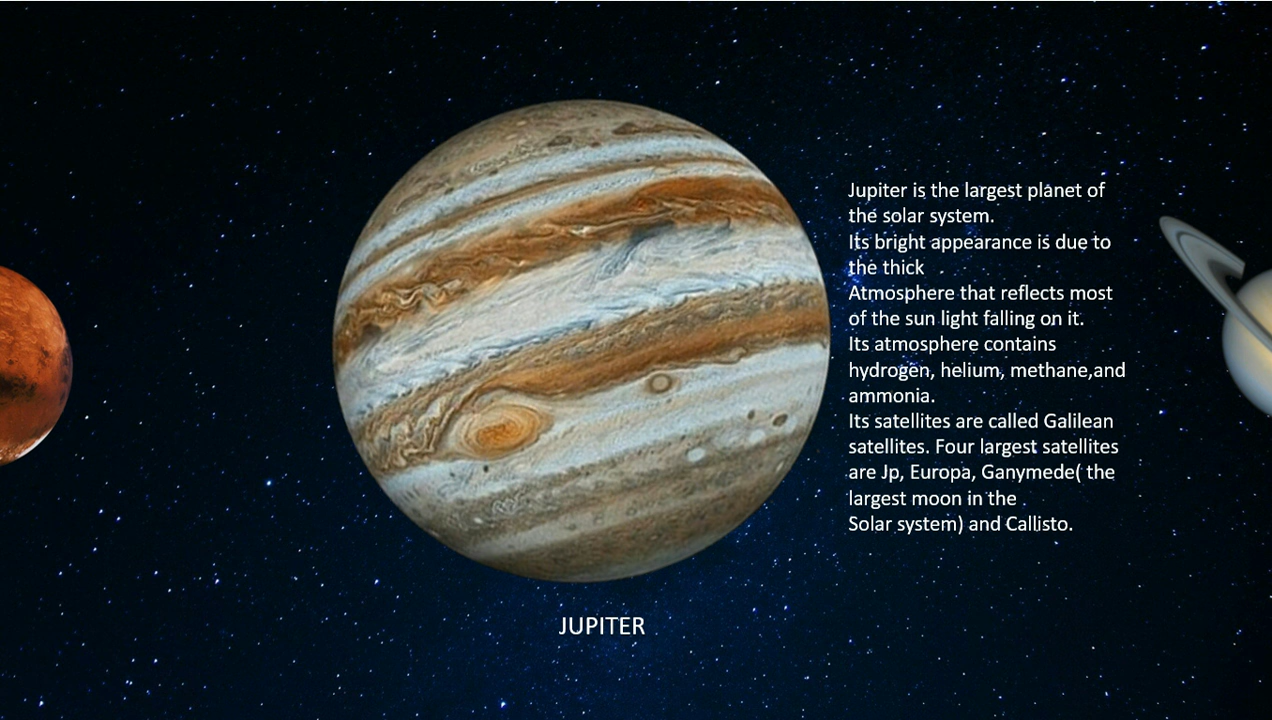 Jupiter is the largest planet of
the solar system.
Its bright appearance is due to
the thick
Atmosphere that reflects most
of the sun light falling on it.
Its atmosphere contains
hydrogen, helium, methane,and
ammonia.
Its satellites are called Galilean
satellites. Four largest satellites
are Jp, Europa, Ganymede( the
largest moon in the
Solar system) and Callisto.
JUPITER